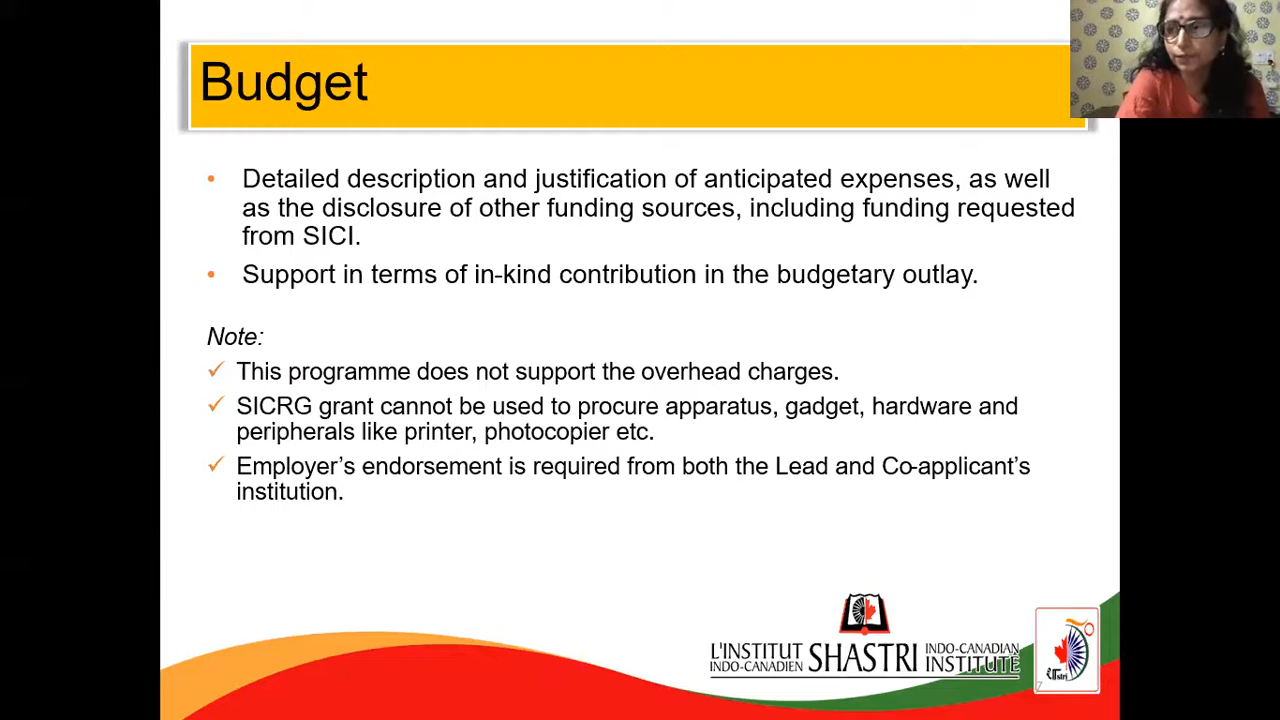 Budget
Detailed description and justification of anticipated expenses, as well
as the disclosure of other funding sources, including funding requested
from SICI.
Support in terms of in-kind contribution in the budgetary outlay.
Note:
This programme does not support the overhead charges.
SICRG grant cannot be used to procure apparatus, gadget, hardware and
peripherals like printer, photocopier etc.
Employer’s endorsement is required from both the Lead and Co-applicant’s
institution.
L'INSTITUT SHASTRI INDO-CANADIAN
INDO-CANADIEN INSTITUTE
7